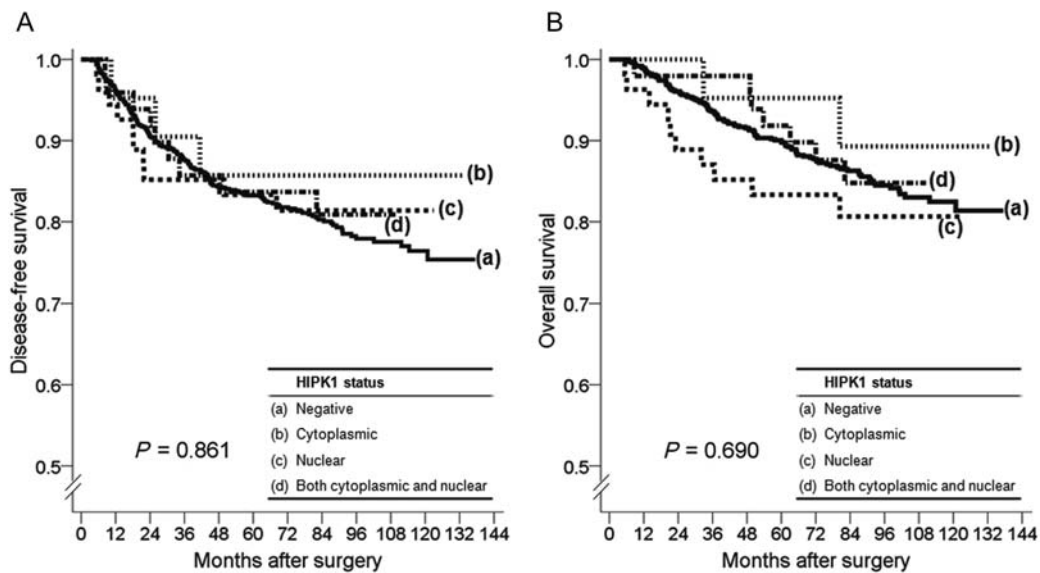 A
Disease-free survival
1.0
0.9
0.8
0.7
0.6
0.5
(b)
(c)
(d)
(a)
P = 0.861
HIPK1 status
(a) Negative
(b) Cytoplasmic
(c) Nuclear
(d) Both cytoplasmic and nuclear
0 12 24 36 48 60 72 84 96 108 120 132 144
Months after surgery
B
Overall survival
1.0
0.9
0.8
0.7
0.6
0.5
(b)
(d)
(a)
(c)
P = 0.690
HIPK1 status
(a) Negative
(b) Cytoplasmic
(c) Nuclear
(d) Both cytoplasmic and nuclear
0 12 24 36 48 60 72 84 96 108 120 132 144
Months after surgery